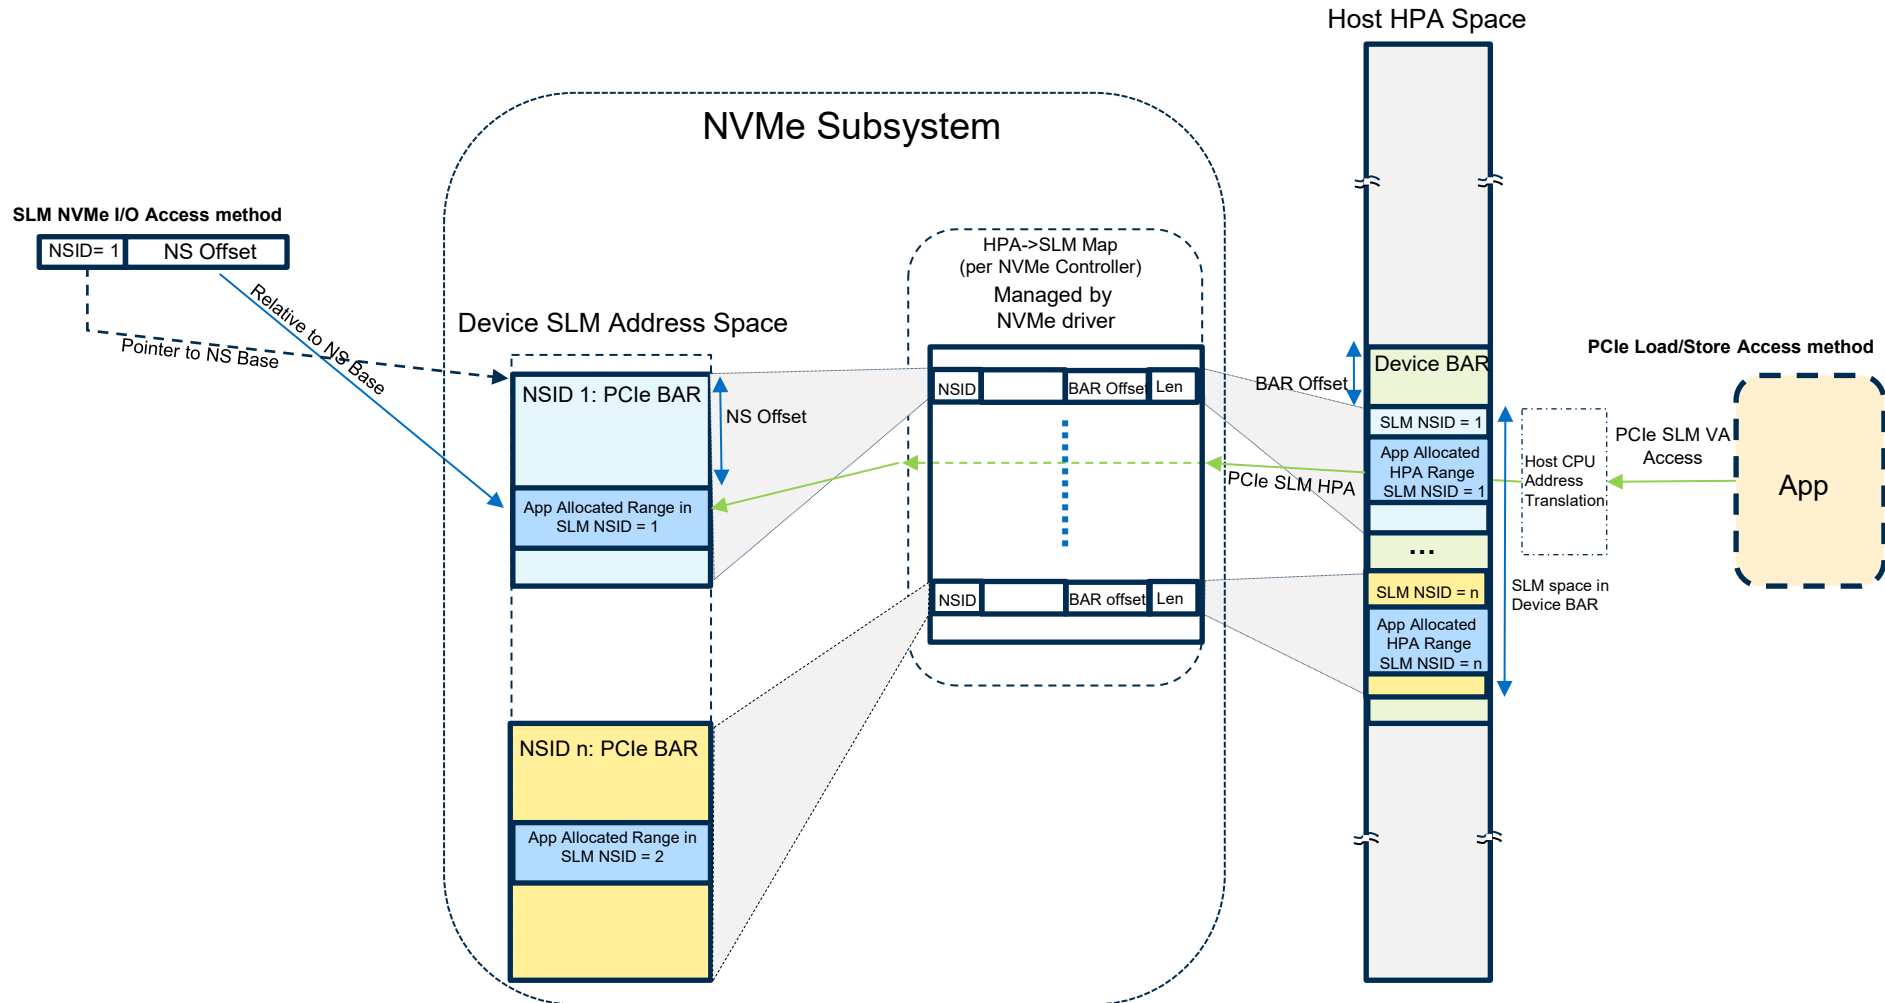 Host HPA Space
NVMe Subsystem
SLM NVMe I/O Access method
NSID= 1
NS Offset
Relative to NS Base
Pointer to NS Base
Device SLM Address Space
NSID 1: PCIe BAR
NS Offset
App Allocated Range in
SLM NSID = 1
NSID n: PCIe BAR
App Allocated Range in
SLM NSID = 2
HPA->SLM Map
(per NVMe Controller)
Managed by
NVMe driver
NSID
BAR Offset
Len
NSID
BAR offset
Len
BAR Offset
PCIe SLM HPA
Device BAR
SLM NSID = 1
App Allocated
HPA Range
SLM NSID = 1
...
SLM NSID = n
App Allocated
HPA Range
SLM NSID = n
Host CPU
Address
Translation
SLM space in
Device BAR
PCIe Load/Store Access method
PCIe SLM VA
Access
App